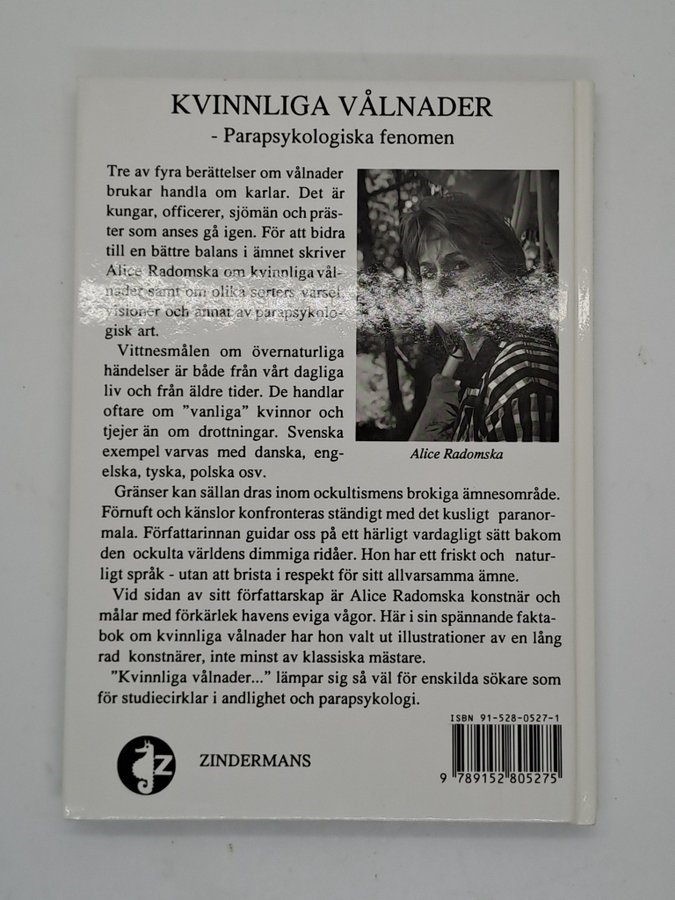 KVINNLIGA VÅLNADER
- Parapsykologiska fenomen
Tre av fyra berättelser om vålnader
brukar handla om karlar. Det är
kungar, officerer, sjömän och präs-
ter som anses gå igen. För att bidra
till en bättre balans i ämnet skriver
Alice Radomska om kvinnliga vål-
nader samt om olika sorters varsel,
visioner och annat av parapsykolo-
gisk art.
Vittnesmålen om övernaturliga
händelser är både från vårt dagliga
liv och från äldre tider. De handlar
oftare om ”vanliga” kvinnor och
tjejer än om drottningar. Svenska
exempel varvas med danska, eng-
elska, tyska, polska osv.
Alice Radomska
Gränser kan sällan dras inom ockultismens brokiga ämnesområde.
Förnuft och känslor konfronteras ständigt med det kusligt paranor-
mala. Författarinnan guidar oss på ett härligt vardagligt sätt bakom
den ockulta världens dimmiga ridåer. Hon har ett friskt och natur-
ligt språk - utan att brista i respekt för sitt allvarsamma ämne.
Vid sidan av sitt författarskap är Alice Radomska konstnär och
målar med förkärlek havens eviga vågor. Här i sin spännande fakta-
bok om kvinnliga vålnader har hon valt ut illustrationer av en lång
rad konstnärer, inte minst av klassiska mästare.
”Kvinnliga vålnader...” lämpar sig så väl för enskilda sökare som
för studiecirklar i andlighet och parapsykologi.
ISBN 91-528-0527-1
Z
ZINDERMANS
9 789152 805275